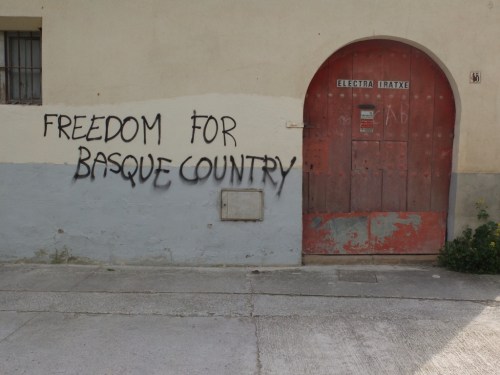 ELECTRA IRATXE
FREEDOM FOR
BASQUE COUNTRY